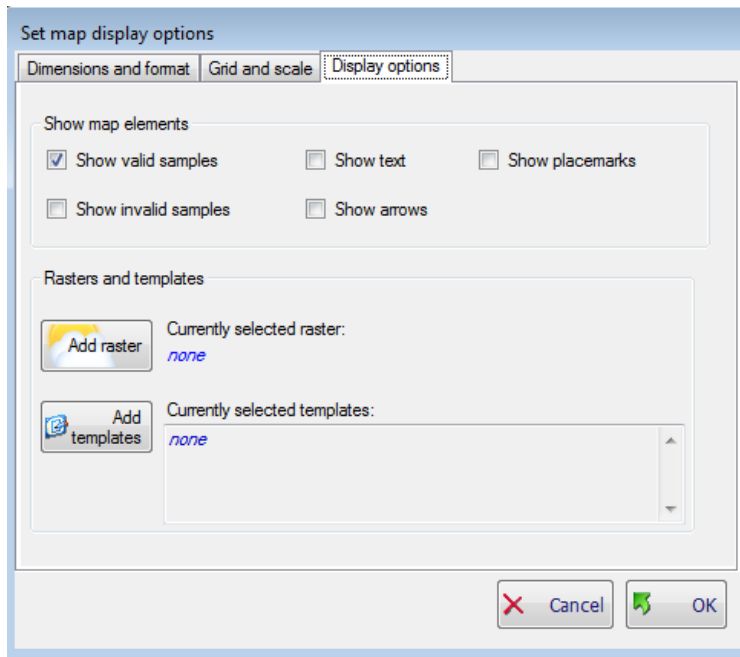 Set map display options
Dimensions and format Grid and scale Display options
Show map elements
Show valid samples Show text Show placemarks
Show invalid samples Show arrows
Rasters and templates
Add raster
Currently selected raster:
none
Add
templates
Currently selected templates:
none
Cancel OK